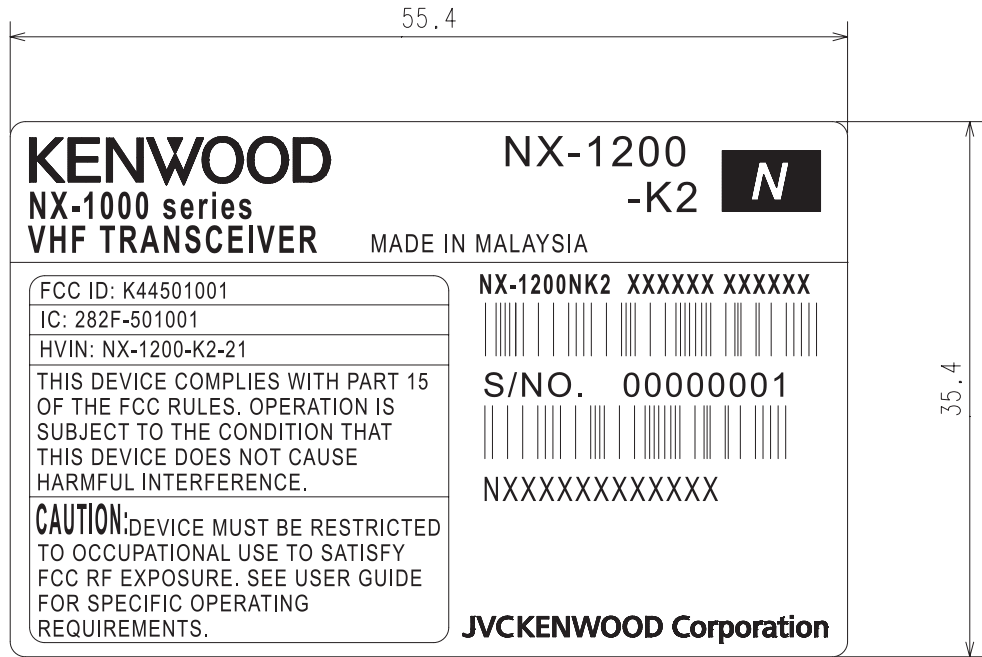 55.4
KENWOOD
NX-1000 series
VHF TRANSCEIVER
MADE IN MALAYSIA
NX-1200
-K2
N
FCC ID: K44501001
IC: 282F-501001
HVIN: NX-1200-K2-21
THIS DEVICE COMPLIES WITH PART 15
OF THE FCC RULES. OPERATION IS
SUBJECT TO THE CONDITION THAT
THIS DEVICE DOES NOT CAUSE
HARMFUL INTERFERENCE.
CAUTION:DEVICE MUST BE RESTRICTED
TO OCCUPATIONAL USE TO SATISFY
FCC RF EXPOSURE. SEE USER GUIDE
FOR SPECIFIC OPERATING
REQUIREMENTS.
NX-1200NK2 XXXXXX XXXXXX
S/NO. 00000001
NXXXXXXXXXXXX
JVCKENWOOD Corporation
35.4